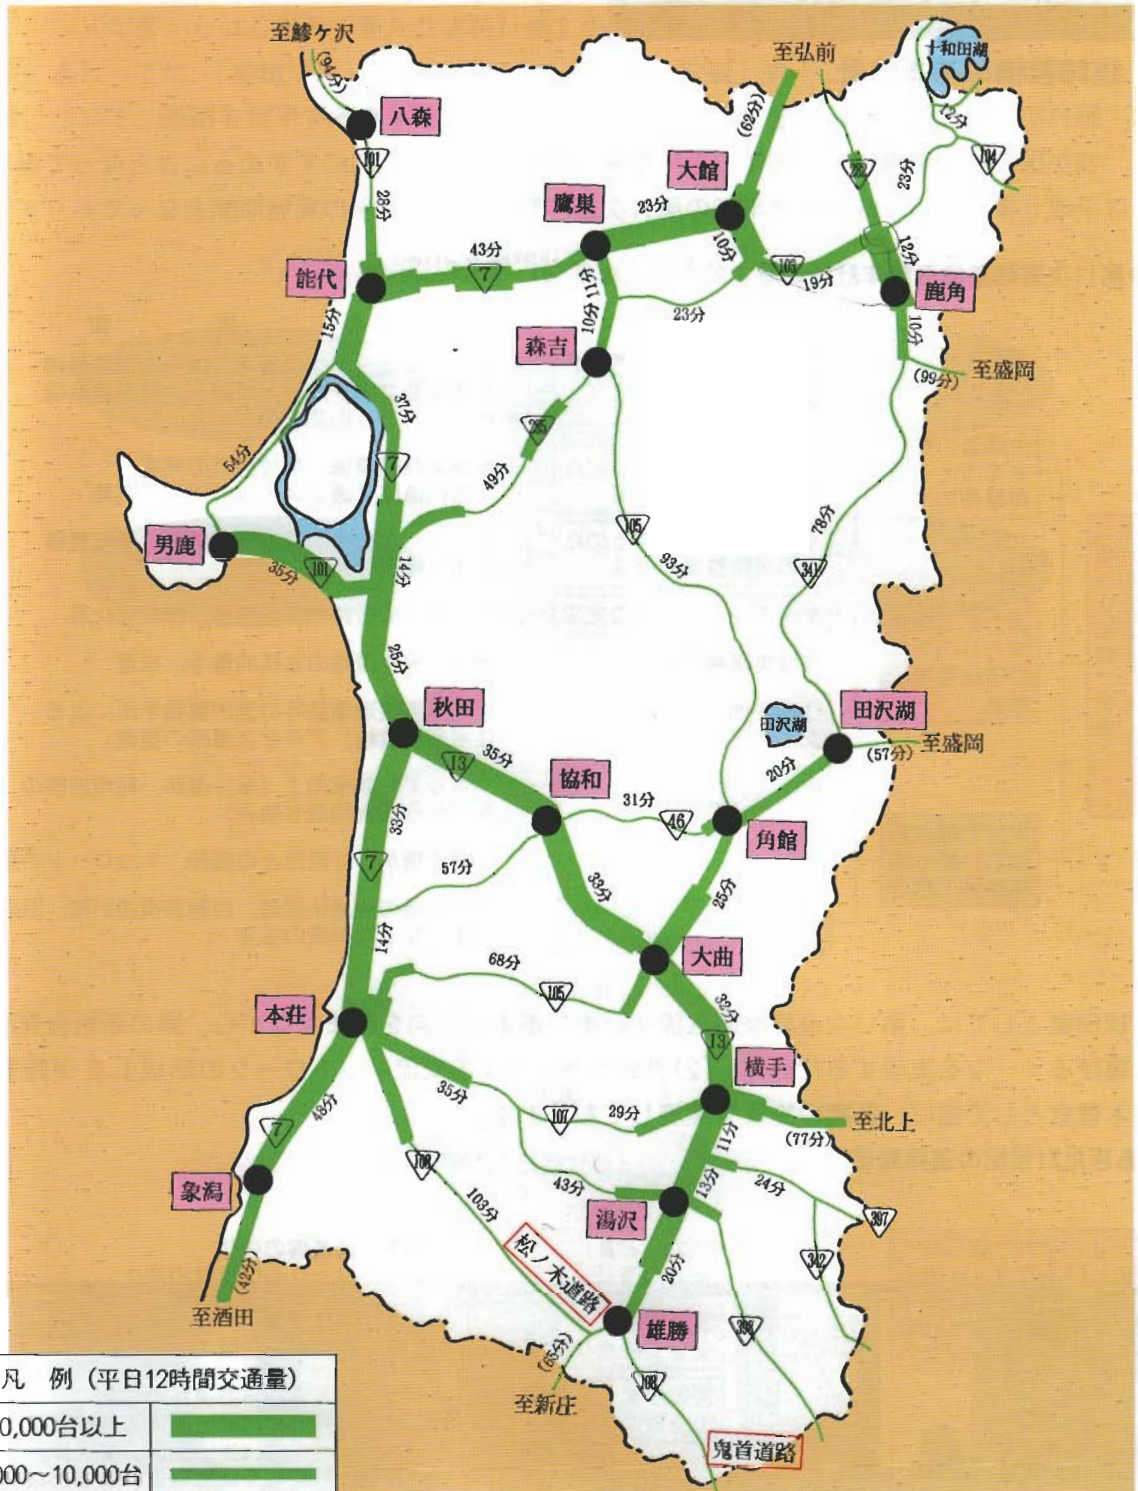 至鰺ケ沢
(94分)
八森
101
28分
能代
43分
7
鷹巣
23分
大館
(62分)
至弘前
十和田湖
12分
104
282
23分
12分
10分
103
19分
鹿角
10分
(99分)
至盛岡
11分
10分
23分
森吉
15分
37分
7
285
49分
54分
男鹿
35分
101
14分
25分
105
93分
78分
341
秋田
13
35分
協和
31分
46
田沢湖
田沢湖
20分
(57分)
至盛岡
角館
33分
7
57分
33分
25分
14分
大曲
68分
105
本荘
32分
13
横手
35分
107
29分
至北上
(77分)
11分
48分
7
象潟
108
103分
43分
13分
24分
397
湯沢
342
20分
松ノ木道路
398
(42分)
至酒田
雄勝
(65分)
至新庄
108
鬼首道路
凡 例 (平日12時間交通量)
0,000台以上
000～10,000台